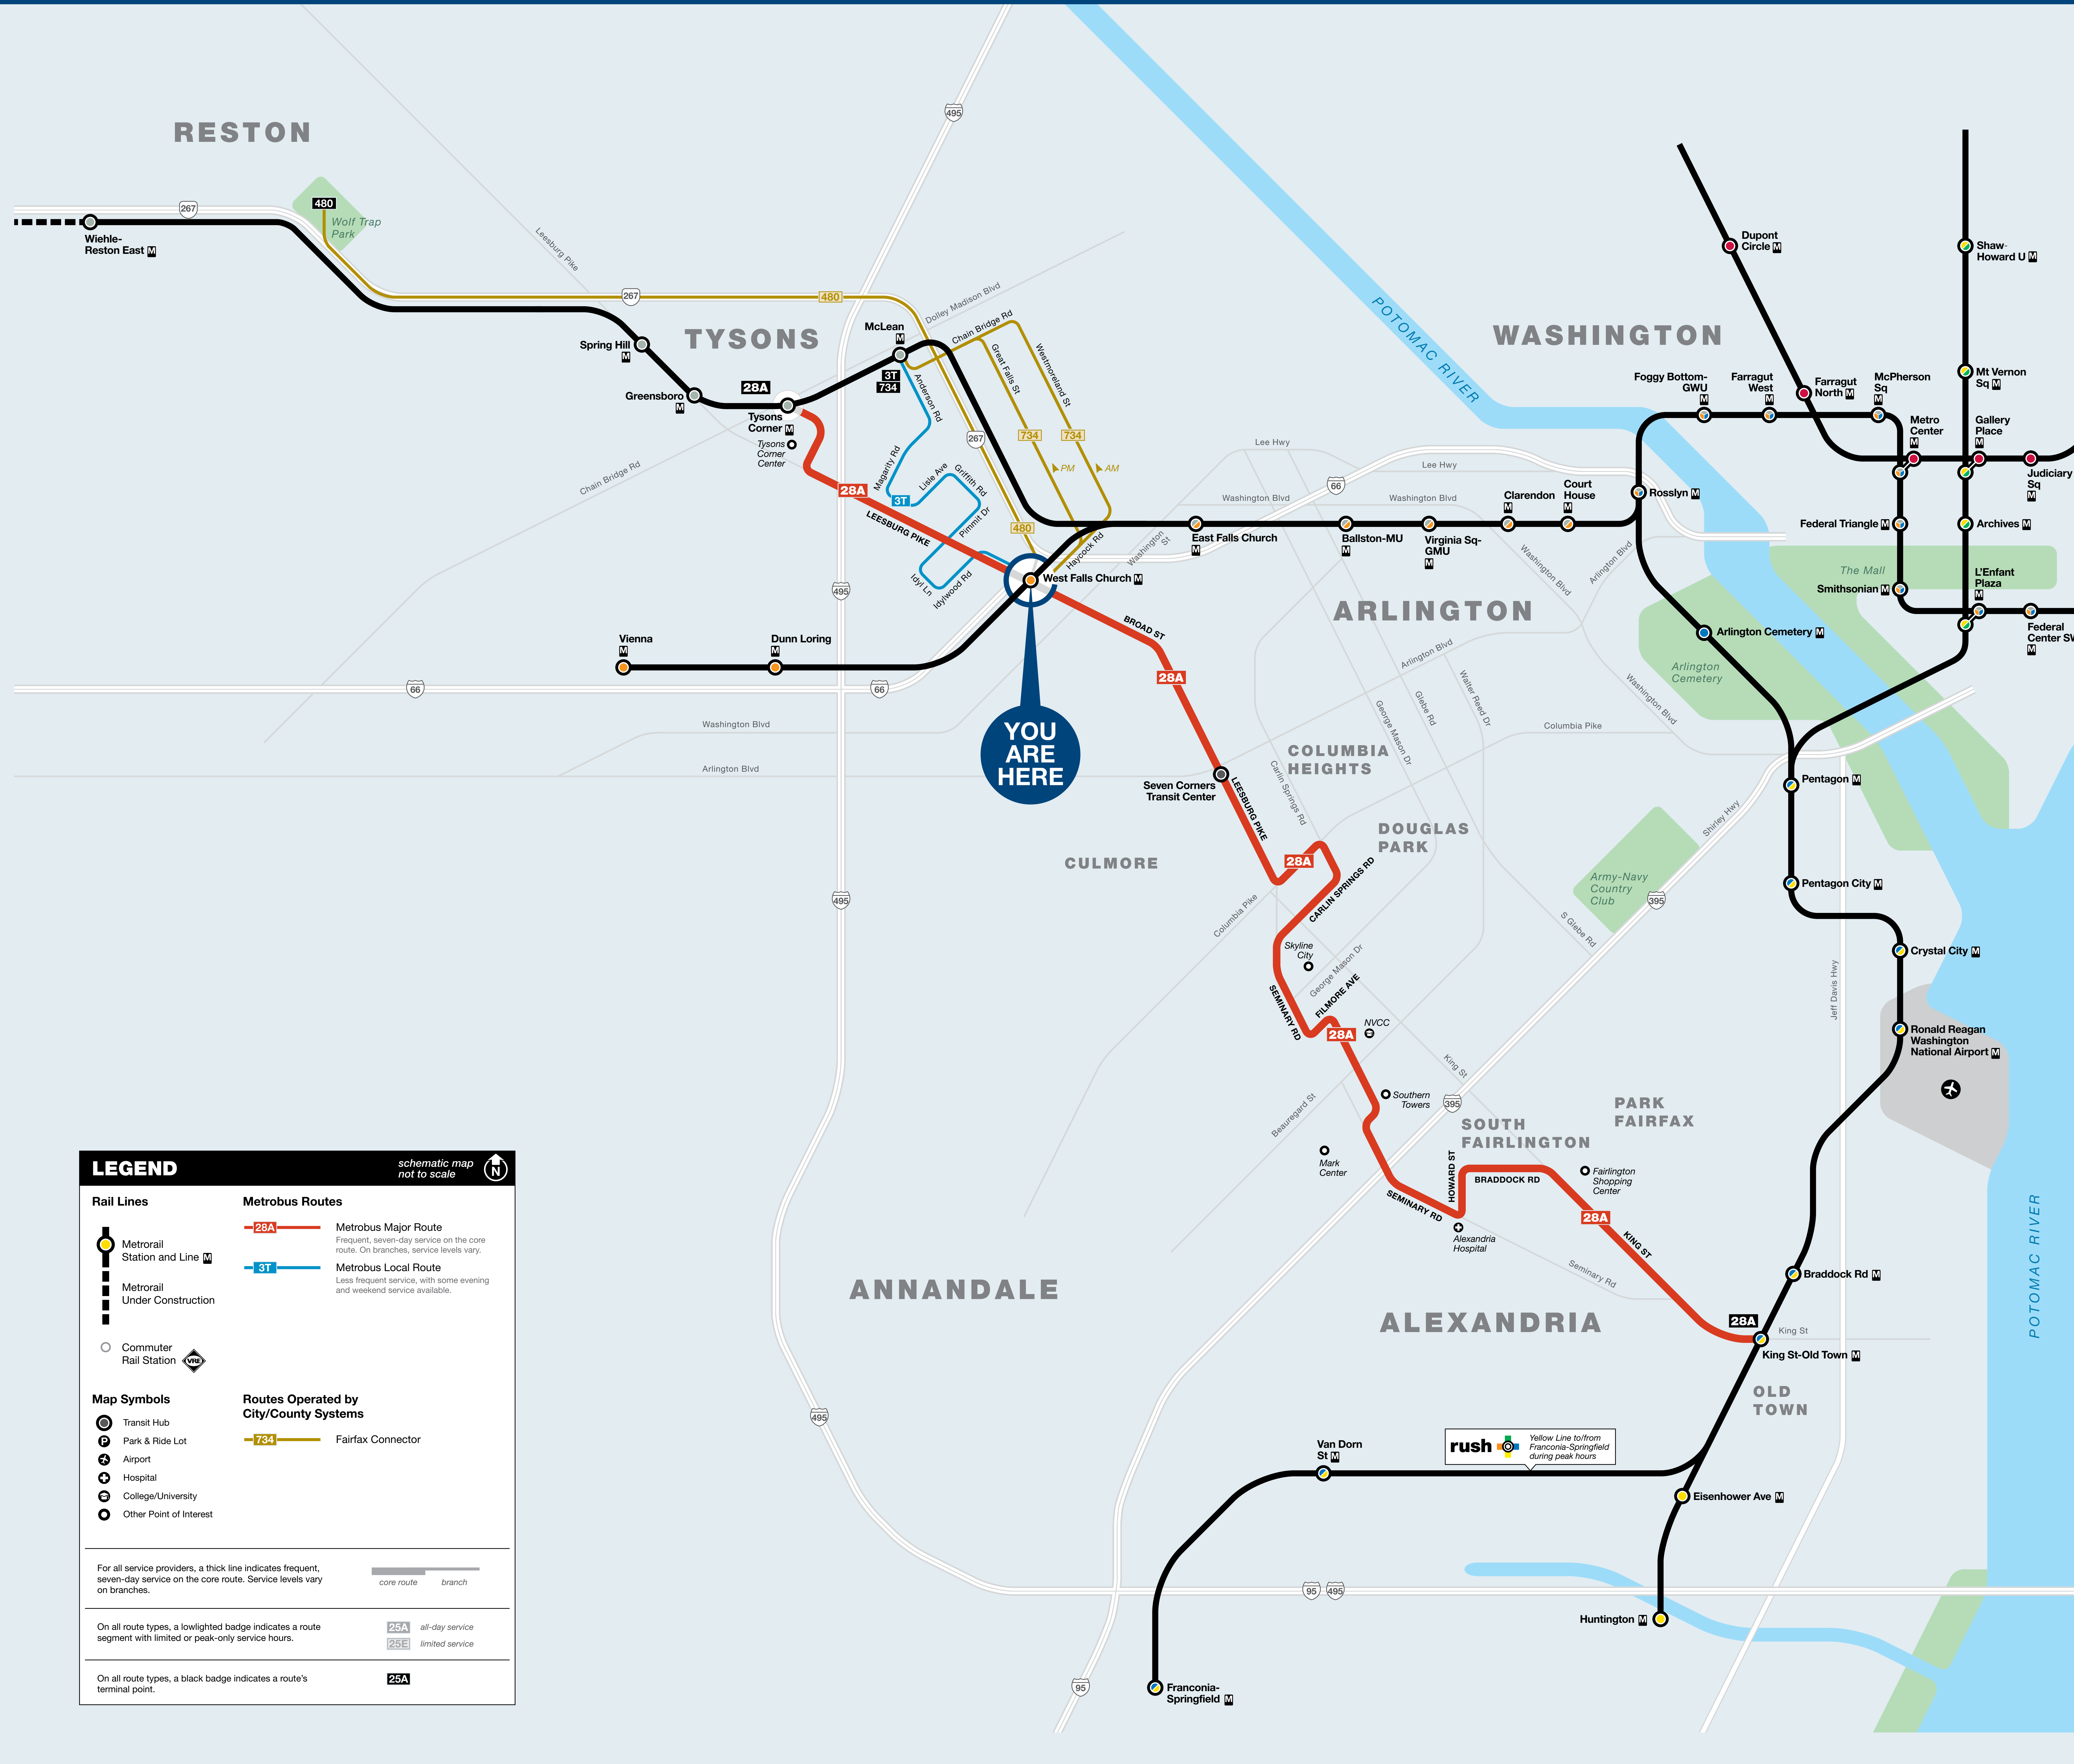 RESTON
495
267
480
Wolf Trap
Park
Wiehle-
Reston East M
Leesburg Pike
267
480
TYSONS
Spring Hill
M
Greensboro
M
28A
Tysons
Corner M
Tysons
Corner
Center
McLean
M
3T
734
Dolley Madison Blvd
Chain Bridge Rd
Great Falls St
Westmoreland St
Anderson Rd
267
734
734
PM
AM
Magarity Rd
Lisle Ave
Griffith Rd
3T
Pimmit Dr
480
28A
LEESBURG PIKE
Chain Bridge Rd
Idyl Ln
Idylwood Rd
Haycock Rd
West Falls Church M
495
Vienna
M
Dunn Loring
M
66
66
Washington Blvd
Arlington Blvd
YOU
ARE
HERE
POTOMAC RIVER
WASHINGTON
Dupont
Circle M
Shaw-
Howard U M
Foggy Bottom-
GWU
M
Farragut
West
M
Farragut
North M
McPherson
Sq
M
Mt Vernon
Sq M
Metro
Center
M
Gallery
Place
M
Judiciary
Sq
M
Lee Hwy
Lee Hwy
66
Washington Blvd
Washington Blvd
Clarendon
M
Court
House
M
Rosslyn M
Federal Triangle M
Archives M
East Falls Church
M
Ballston-MU
M
Virginia Sq-
GMU
M
Washington
St
Washington Blvd
Arlington Blvd
The Mall
Smithsonian M
L'Enfant
Plaza
M
Federal
Center SW
M
ARLINGTON
Arlington Cemetery M
Arlington
Cemetery
BROAD ST
28A
Arlington Blvd
Walter Reed Dr
Glebe Rd
George Mason Dr
Washington Blvd
Columbia Pike
COLUMBIA
HEIGHTS
Seven Corners
Transit Center
LEESBURG PIKE
Carlin Springs Rd
Pentagon M
Shirley Hwy
DOUGLAS
PARK
CULMORE
28A
CARLIN SPRINGS RD
Army-Navy
Country
Club
395
Pentagon City M
495
Columbia Pike
S Glebe Rd
Crystal City M
Skyline
City
George Mason Dr
FILMORE AVE
SEMINARY RD
28A
NVCC
Jeff Davis Hwy
Ronald Reagan
Washington
National Airport M
King St
Southern
Towers
395
Beauregard St
SOUTH
FAIRLINGTON
PARK
FAIRFAX
Mark
Center
HOWARD ST
BRADDOCK RD
Fairlington
Shopping
Center
SEMINARY RD
Alexandria
Hospital
28A
KING ST
Seminary Rd
POTOMAC RIVER
ANNANDALE
ALEXANDRIA
Braddock Rd M
28A
King St
King St-Old Town M
OLD
TOWN
495
Van Dorn
St M
rush
Yellow Line to/from
Franconia-Springfield
during peak hours
Eisenhower Ave M
95
495
Huntington M
95
Franconia-
Springfield M
LEGEND
schematic map
not to scale
N
Rail Lines
Metrorail
Station and Line M
Metrorail
Under Construction
Commuter
Rail Station VRE
Metrobus Routes
28A
Metrobus Major Route
Frequent, seven-day service on the core
route. On branches, service levels vary.
3T
Metrobus Local Route
Less frequent service, with some evening
and weekend service available.
Map Symbols
Transit Hub
P Park & Ride Lot
Airport
Hospital
College/University
Other Point of Interest
Routes Operated by
City/County Systems
734
Fairfax Connector
For all service providers, a thick line indicates frequent,
seven-day service on the core route. Service levels vary
on branches.
core route
branch
On all route types, a lowlighted badge indicates a route
segment with limited or peak-only service hours.
25A all-day service
25E limited service
On all route types, a black badge indicates a route's
terminal point.
25A